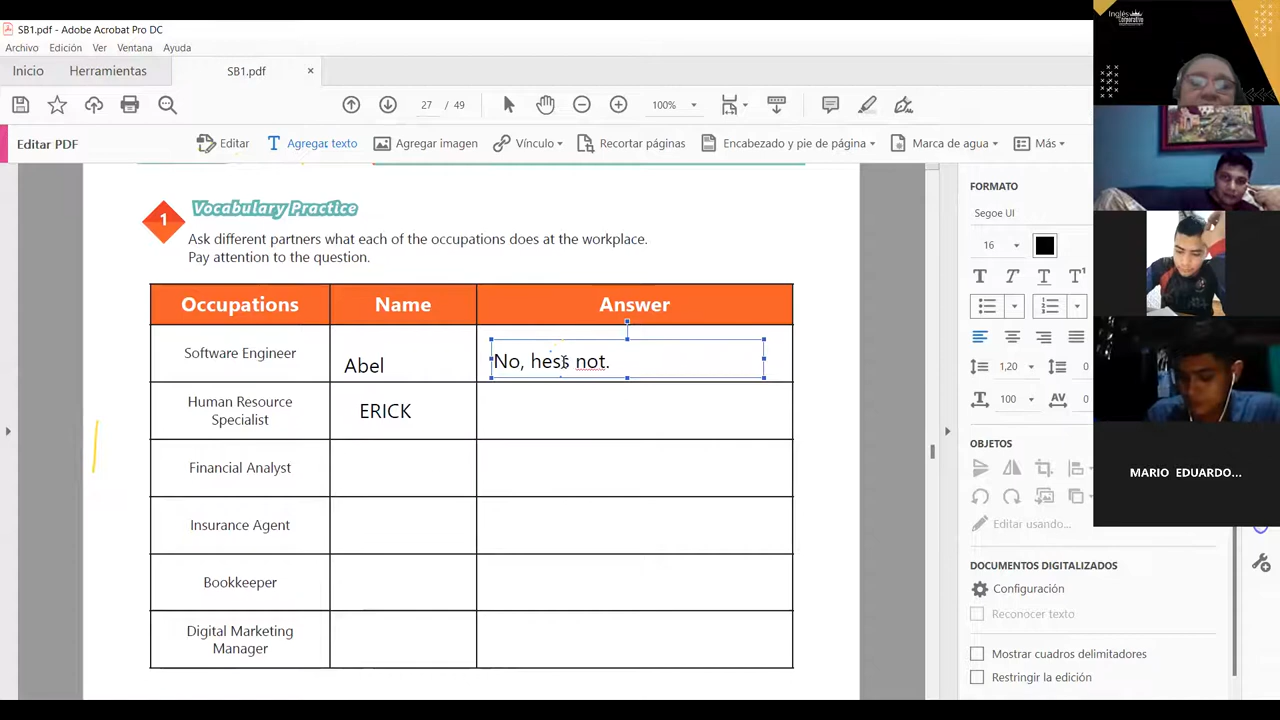 SB1.pdf - Adobe Acrobat Pro DC
Archivo Edición Ver Ventana Ayuda
Inicio Herramientas SB1.pdf ×
27 / 49 100%
Editar PDF Editar Agregar texto Agregar imagen Vínculo Recortar páginas Encabezado y pie de página Marca de agua Más
1 Vocabulary Practice
Ask different partners what each of the occupations does at the workplace.
Pay attention to the question.
Occupations Name Answer
Software Engineer Abel No, hess not.
Human Resource
Specialist
ERICK
Financial Analyst
Insurance Agent
Bookkeeper
Digital Marketing
Manager
FORMATO
Segoe UI
16
T T T T¹
1,20 0
100 AV 0
OBJETOS
Editar usando...
DOCUMENTOS DIGITALIZADOS
Configuración
Reconocer texto
Mostrar cuadros delimitadores
Restringir la edición
Inglés
Corporativo
MARIO EDUARDO...